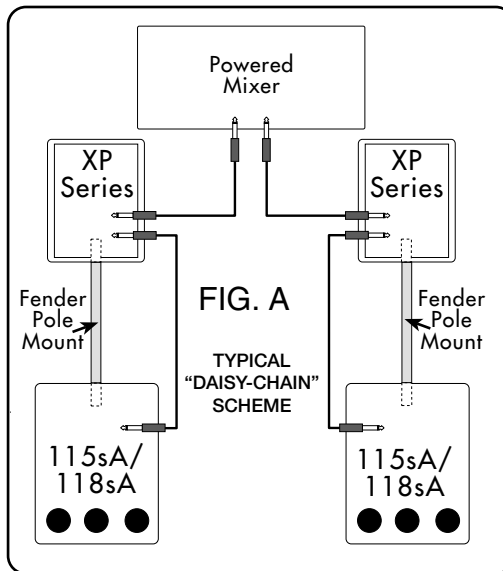 Powered
Mixer
XP
Series
XP
Series
Fender
Pole
Mount
FIG. A
Fender
Pole
Mount
TYPICAL
“DAISY-CHAIN”
SCHEME
115sA/
118sA
115sA/
118sA